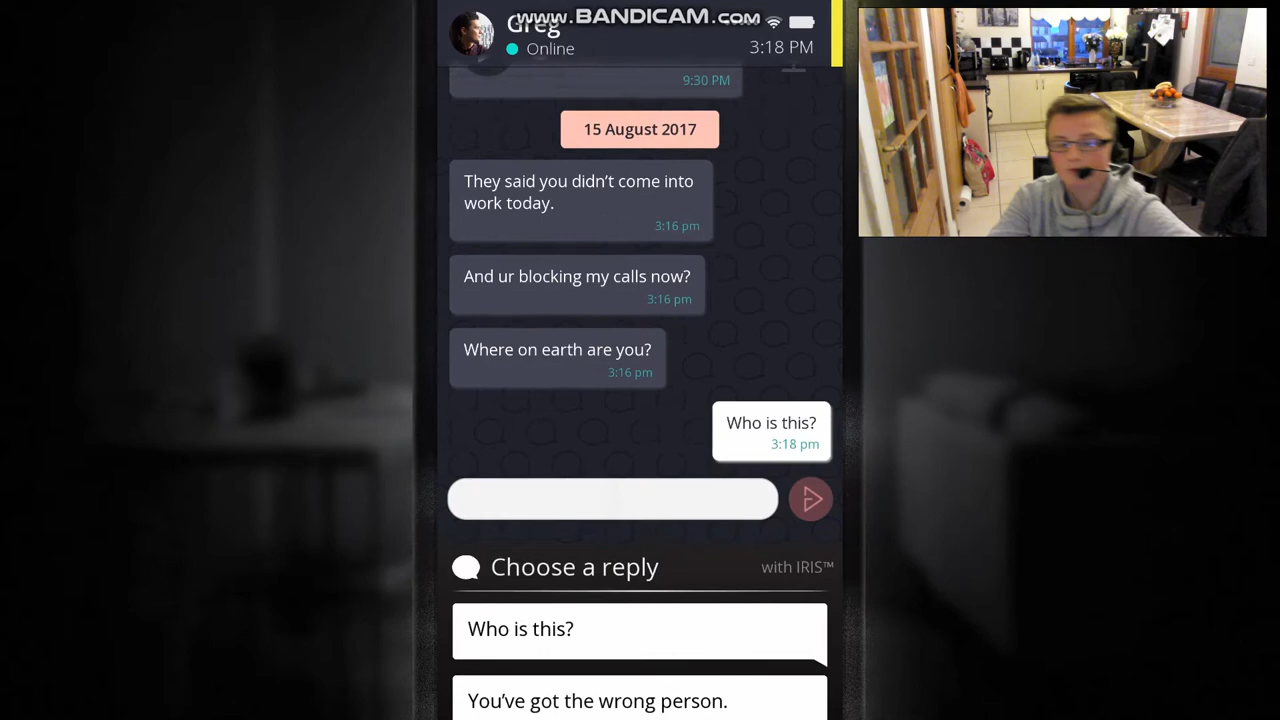 www.BANDICAM.COM
Greg
Online
3:18 PM
9:30 PM
15 August 2017
They said you didn't come into
work today.
3:16 pm
And ur blocking my calls now?
3:16 pm
Where on earth are you?
3:16 pm
Who is this?
3:18 pm
Choose a reply
with IRIS™
Who is this?
You've got the wrong person.